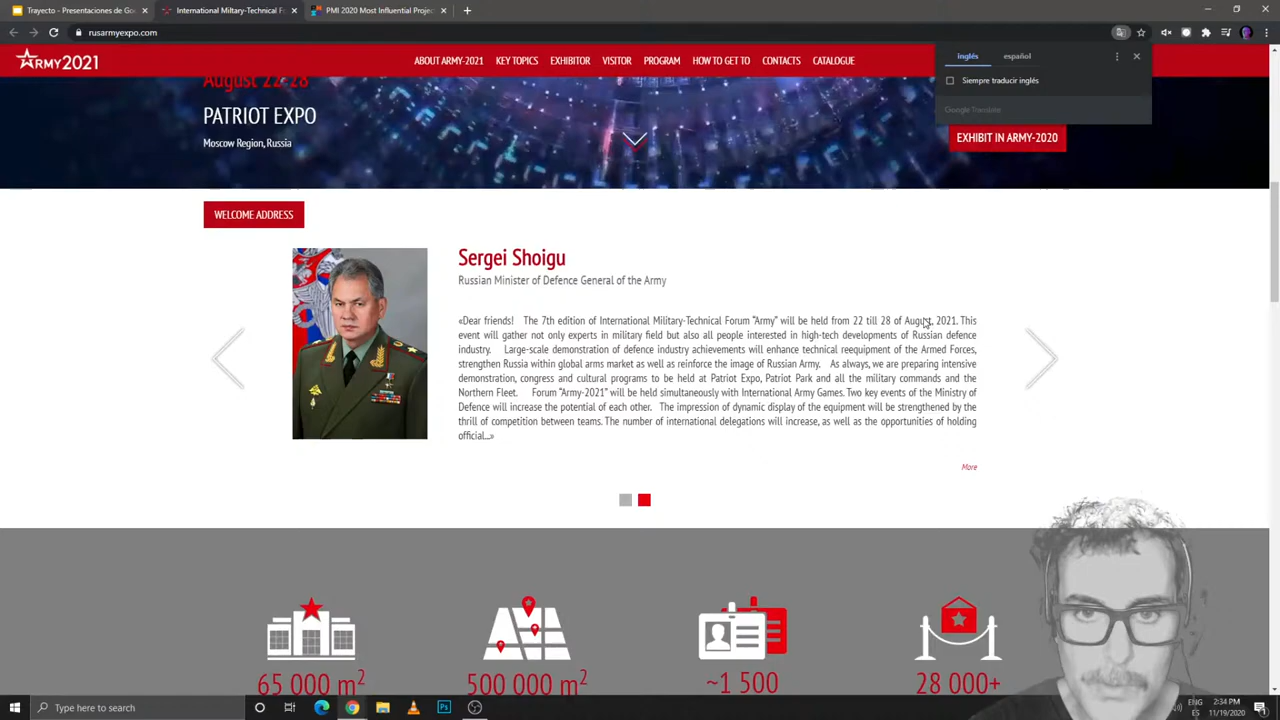 Trayecto - Presentaciones de Goo
International Miltary-Technical F
PMI 2020 Most Influential Projec
rusarmyexpo.com
ARMY2021
ABOUT ARMY-2021
KEY TOPICS
EXHIBITOR
VISITOR
PROGRAM
HOW TO GET TO
CONTACTS
CATALOGUE
inglés
español
Siempre traducir inglés
Google Translate
August 22-28
PATRIOT EXPO
Moscow Region, Russia
EXHIBIT IN ARMY-2020
WELCOME ADDRESS
Sergei Shoigu
Russian Minister of Defence General of the Army
«Dear friends! The 7th edition of International Military-Technical Forum “Army” will be held from 22 till 28 of August, 2021. This
event will gather not only experts in military field but also all people interested in high-tech developments of Russian defence
industry. Large-scale demonstration of defence industry achievements will enhance technical reequipment of the Armed Forces,
strengthen Russia within global arms market as well as reinforce the image of Russian Army. As always, we are preparing intensive
demonstration, congress and cultural programs to be held at Patriot Expo, Patriot Park and all the military commands and the
Northern Fleet. Forum “Army-2021” will be held simultaneously with International Army Games. Two key events of the Ministry of
Defence will increase the potential of each other. The impression of dynamic display of the equipment will be strengthened by the
thrill of competition between teams. The number of international delegations will increase, as well as the opportunities of holding
official...»
More
65 000 m²
500 000 m²
~1 500
28 000+
Type here to search
Ps
ENG
ES
2:34 PM
11/19/2020
1